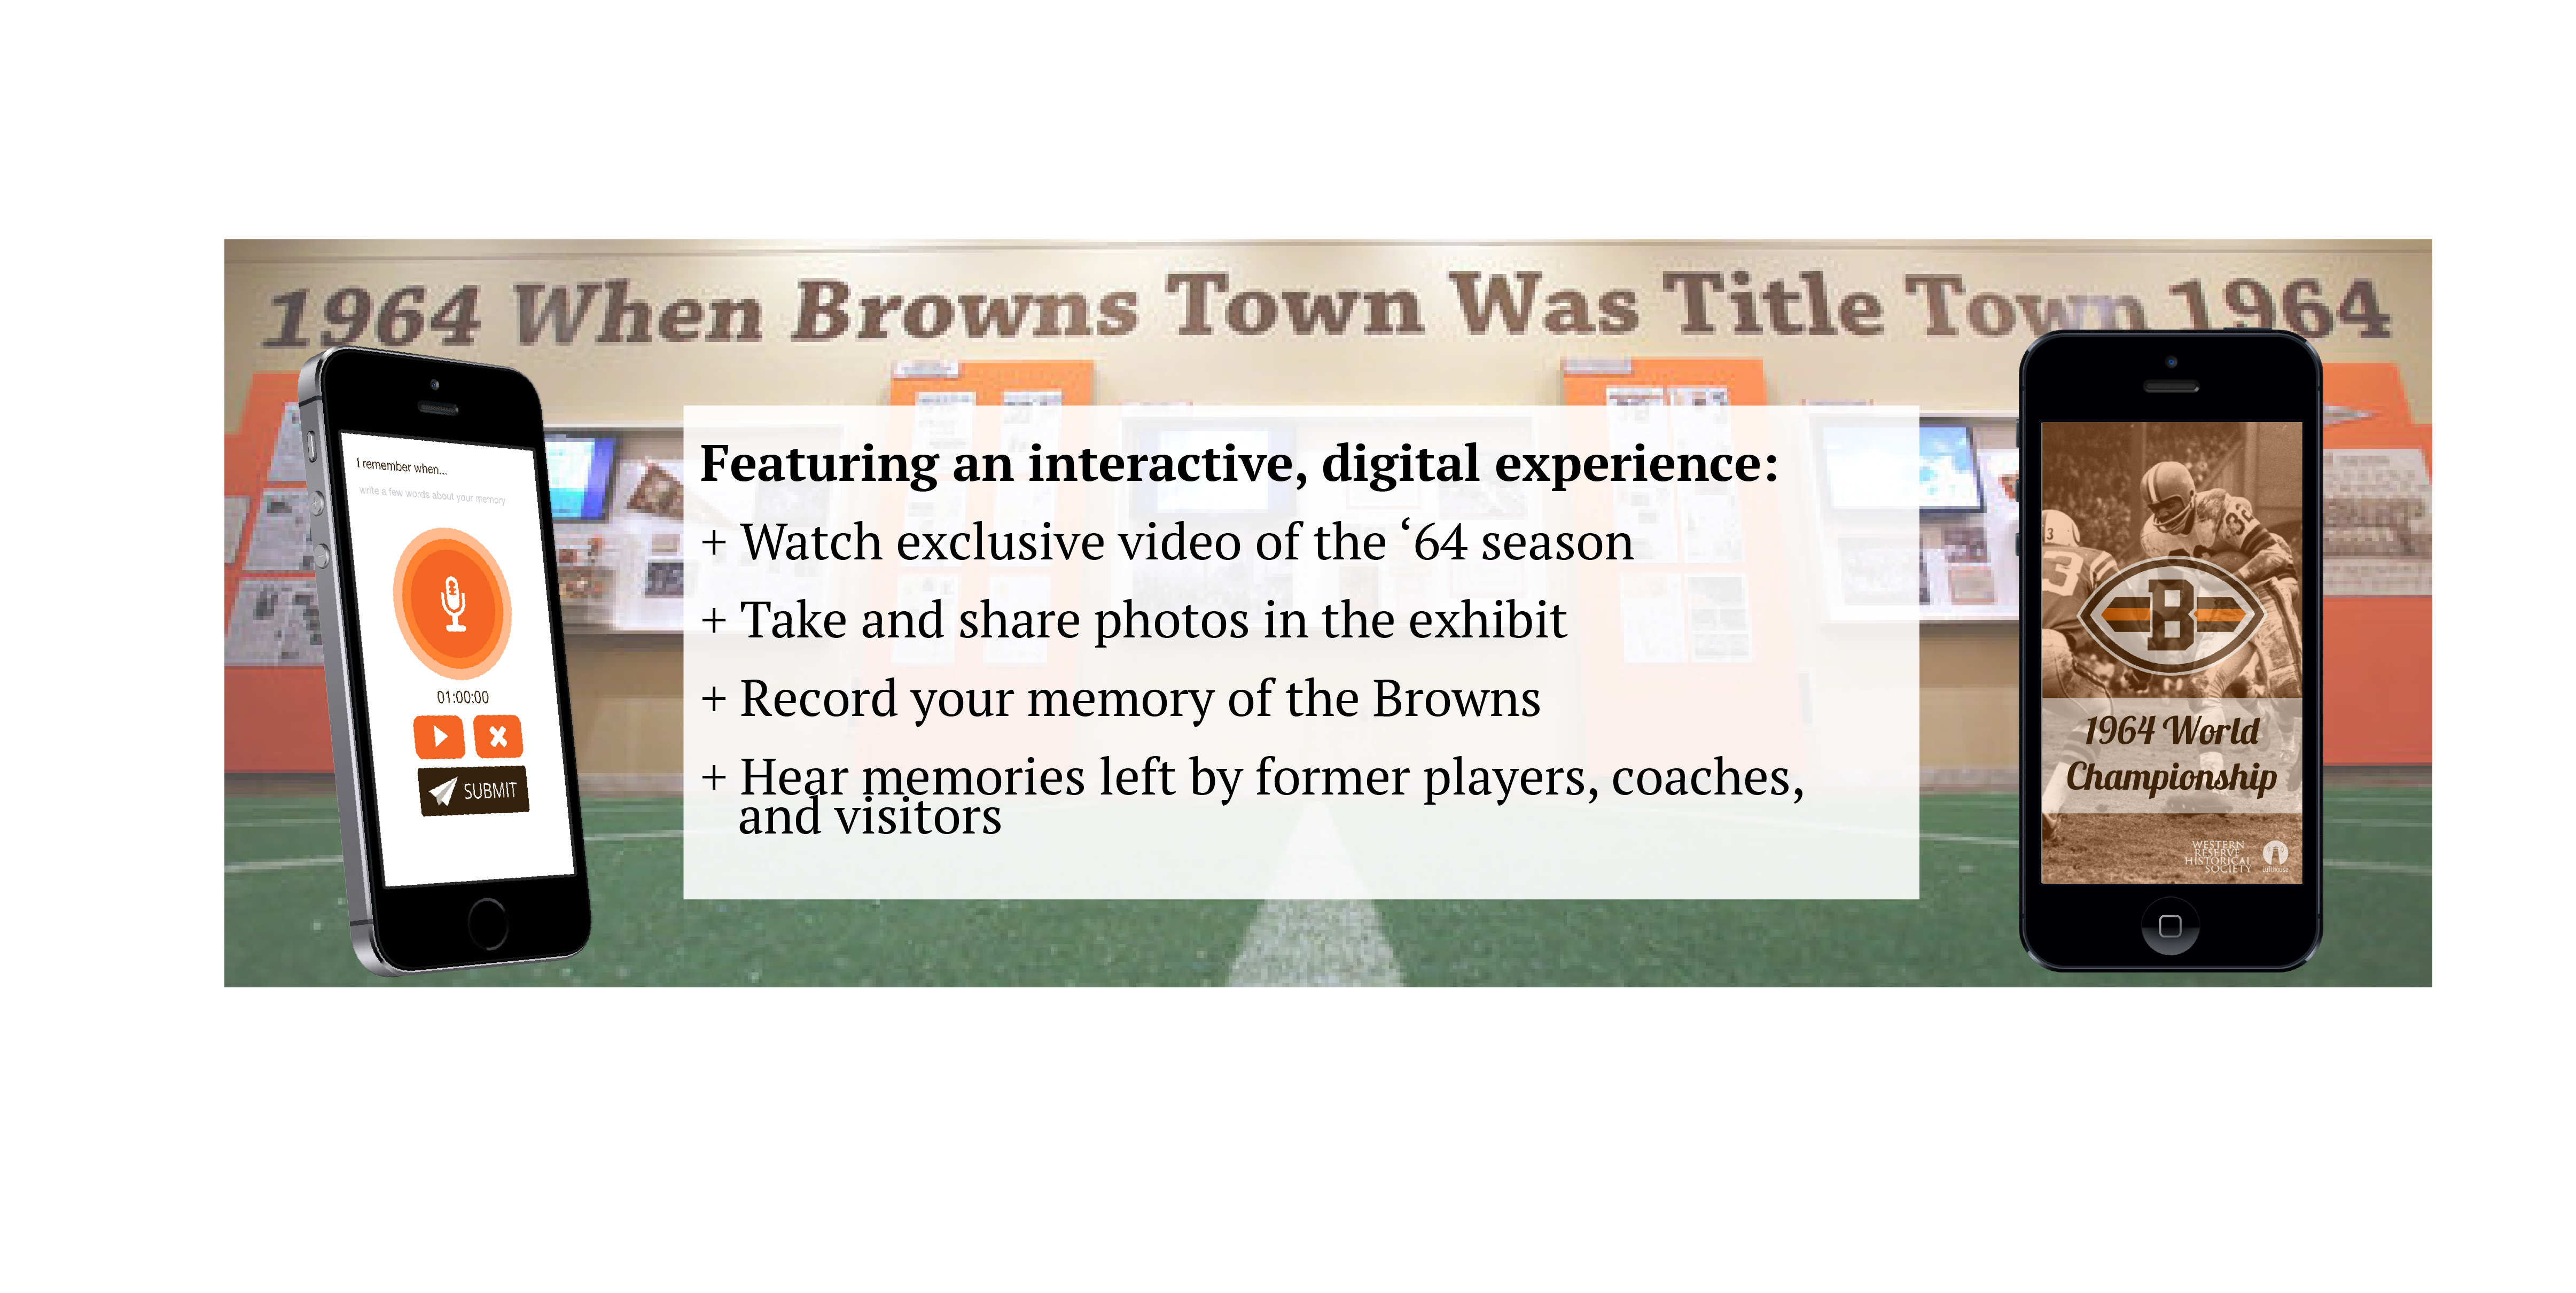 1964 When Browns Town Was Title Town 1964
I remember when...
write a few words about your memory
01:00:00
SUBMIT
Featuring an interactive, digital experience:
+ Watch exclusive video of the ‘64 season
+ Take and share photos in the exhibit
+ Record your memory of the Browns
+ Hear memories left by former players, coaches,
and visitors
32
3
3
B
1964 World
Championship
WESTERN
RESERVE
HISTORICAL
SOCIETY